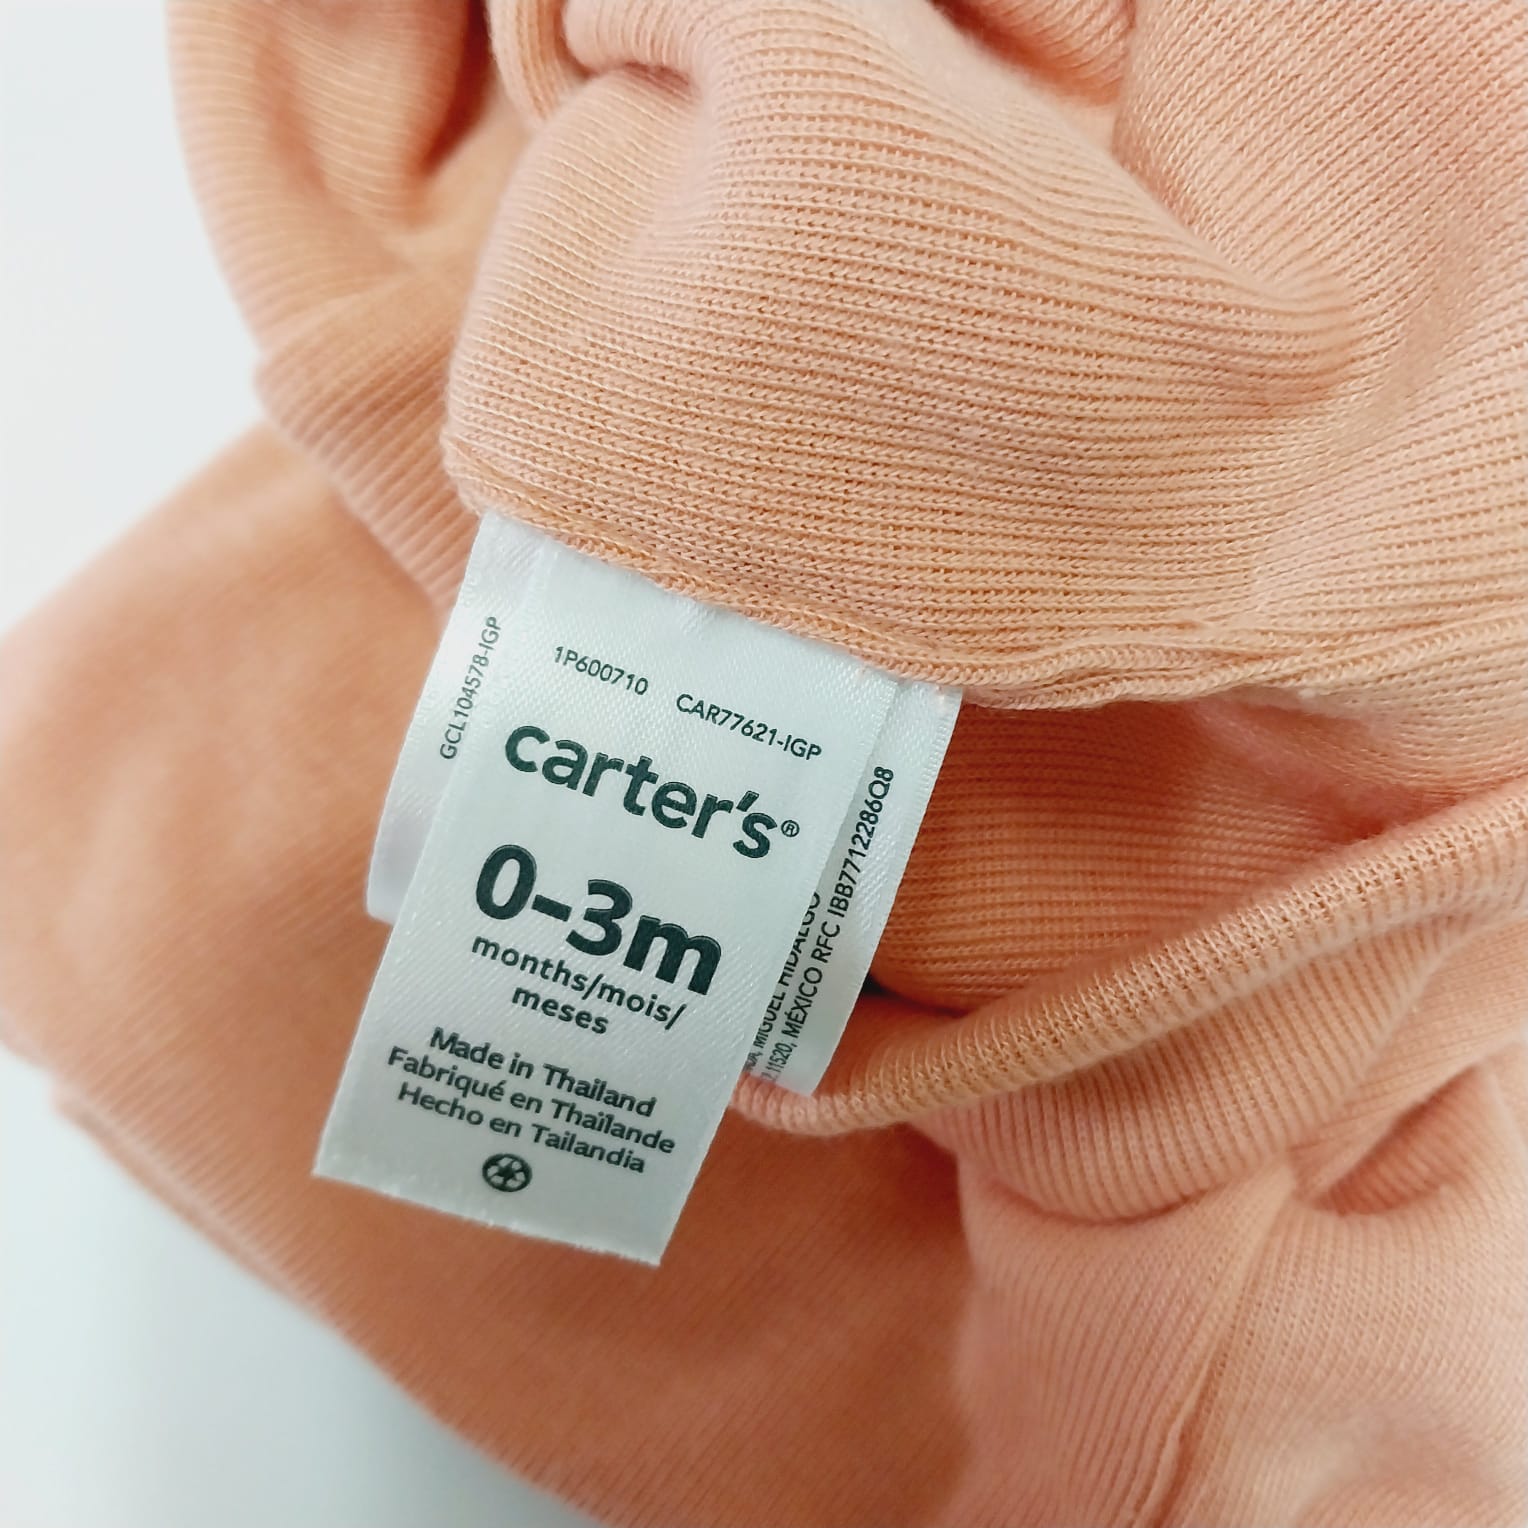 GCL104578-IGP
1P600710 CAR77621-IGP
carter's®
0-3m
months/mois/
meses
Made in Thailand
Fabriqué en Thaïlande
Hecho en Tailandia
MIGUEL HIDALGO
11520, MÉXICO RFC IBB7712286Q8